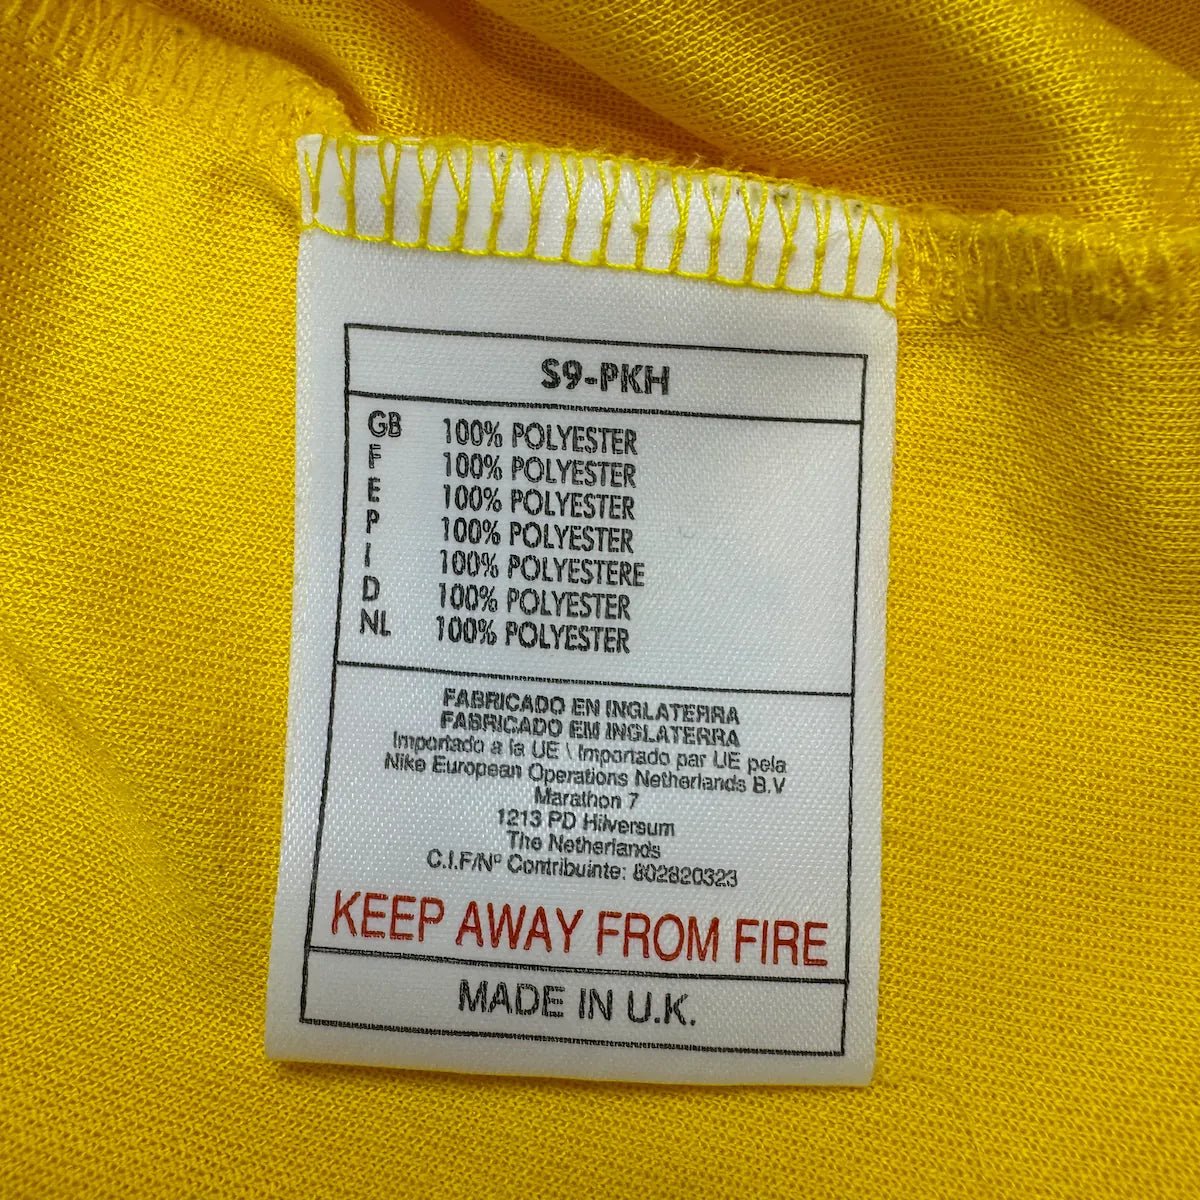 S9-PKH
GB 100% POLYESTER
F 100% POLYESTER
E 100% POLYESTER
P 100% POLYESTER
I 100% POLYESTERE
D 100% POLYESTER
NL 100% POLYESTER
FABRICADO EN INGLATERRA
FABRICADO EM INGLATERRA
Importado a la UE \ Importado par UE pela
Nike European Operations Netherlands B.V
Marathon 7
1213 PD Hilversum
The Netherlands
C.I.F/Nº Contribuinte: 802820323
KEEP AWAY FROM FIRE
MADE IN U.K.